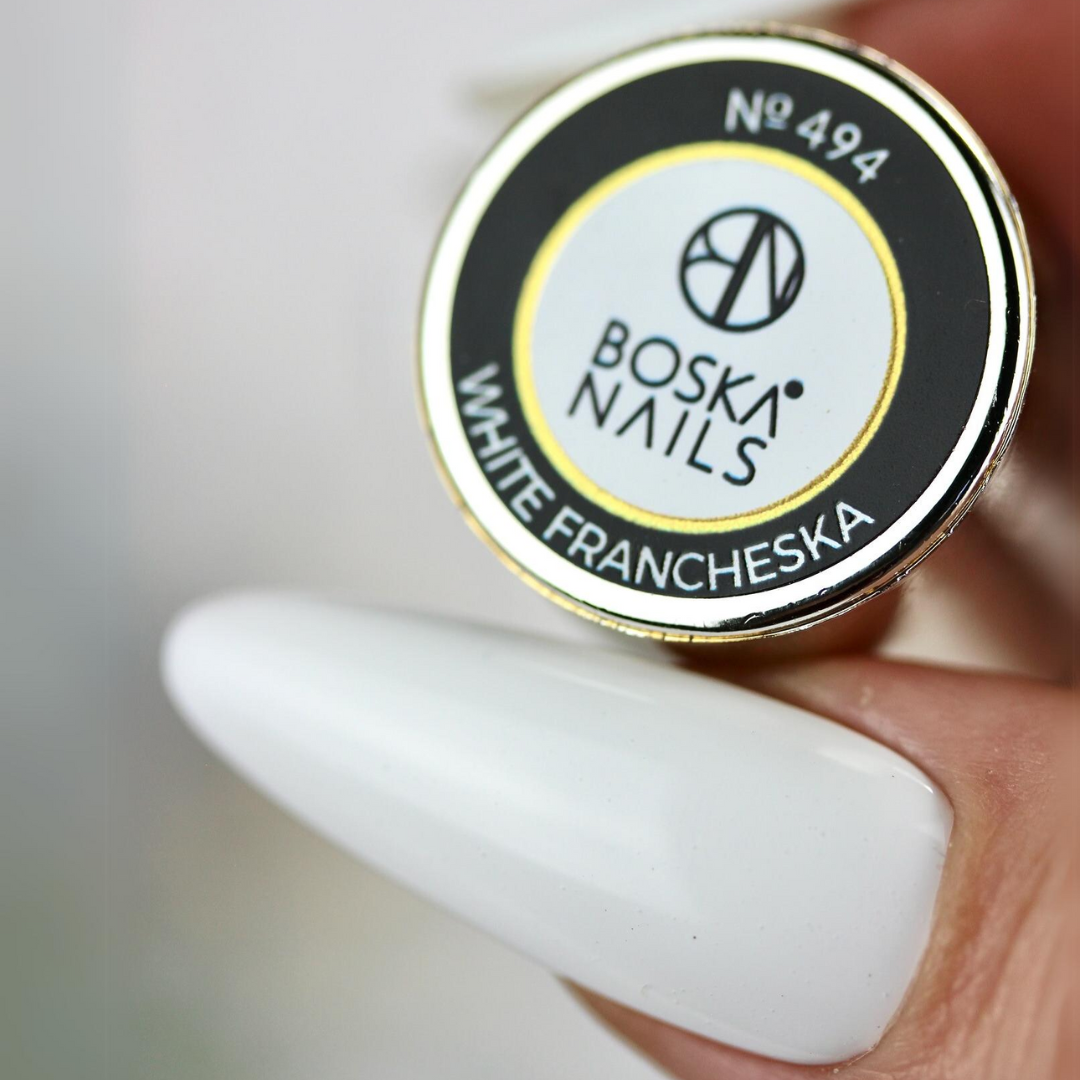 Nº 494
BOSKA
NAILS
WHITE FRANCHESKA